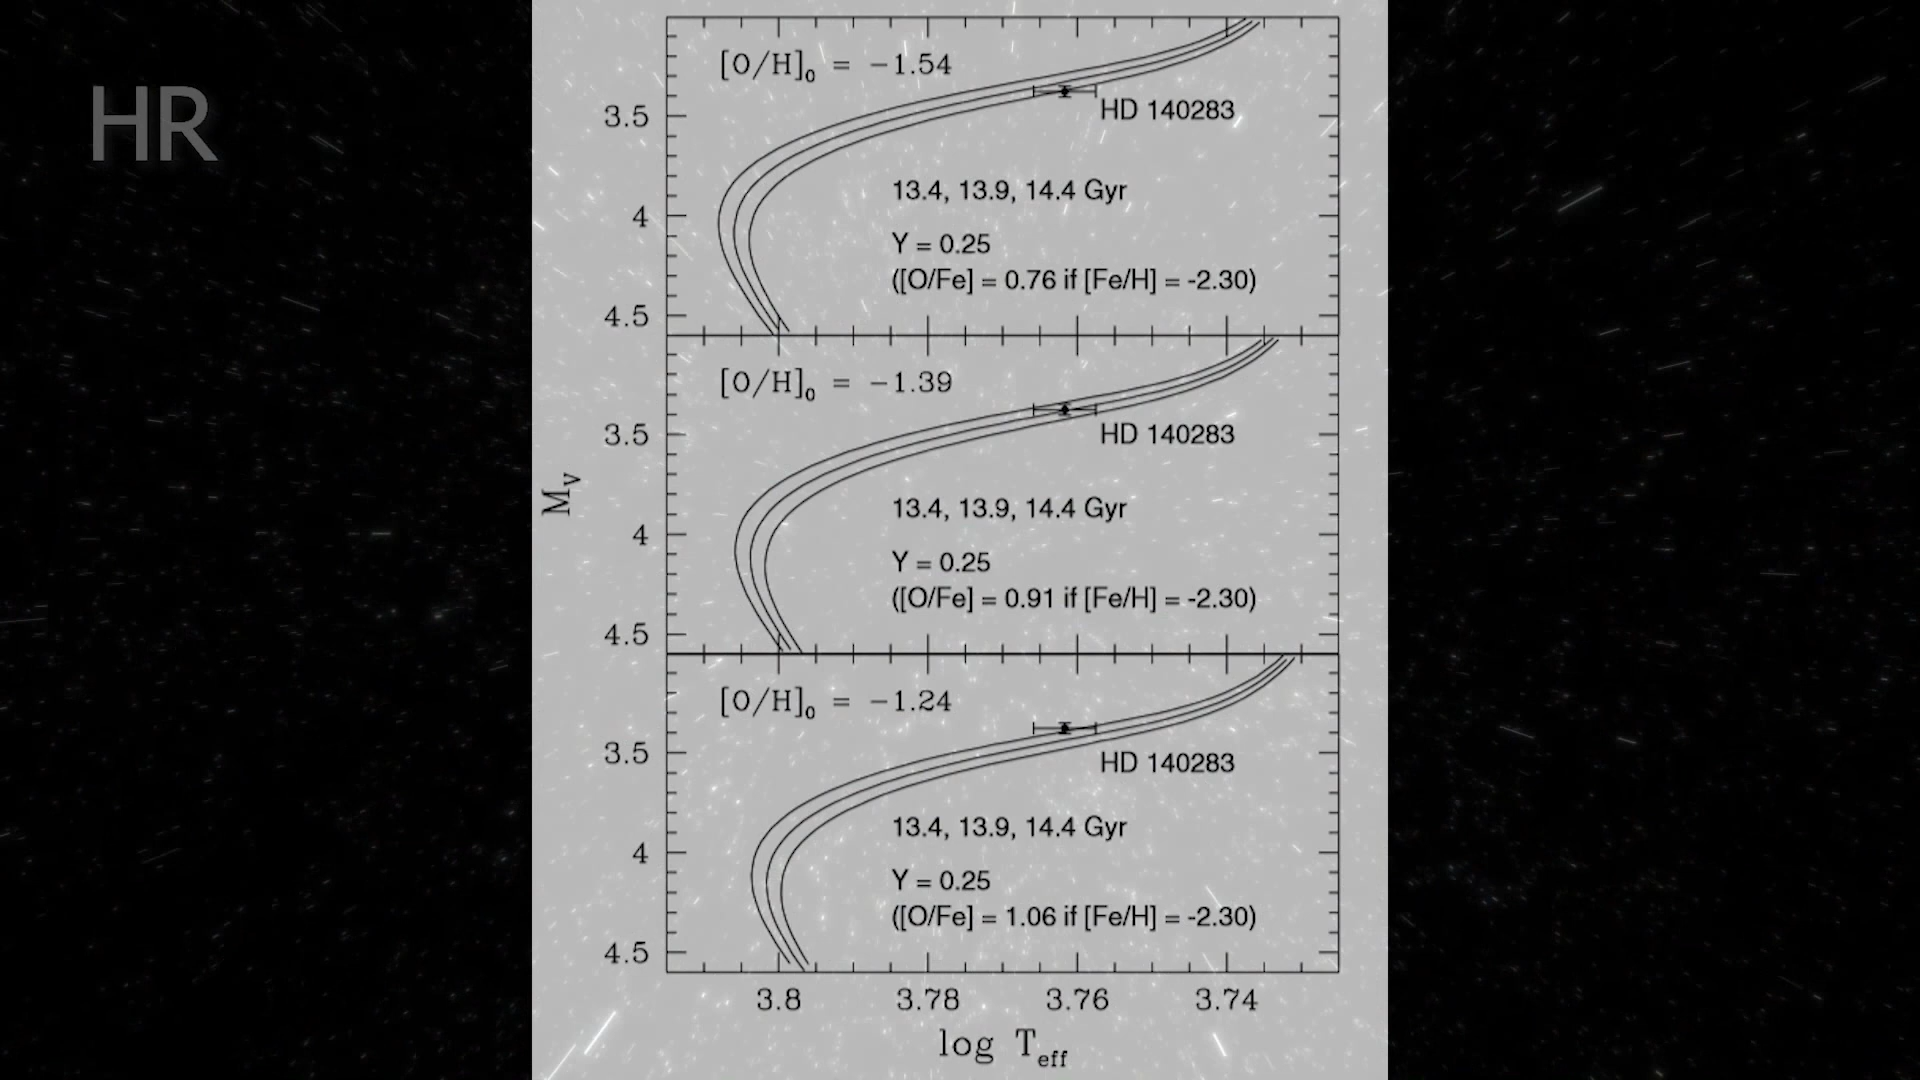 HR
[O/H]₀ = −1.54
HD 140283
3.5
13.4, 13.9, 14.4 Gyr
4
Y = 0.25
([O/Fe] = 0.76 if [Fe/H] = -2.30)
4.5
[O/H]₀ = −1.39
3.5
HD 140283
M_V
13.4, 13.9, 14.4 Gyr
4
Y = 0.25
([O/Fe] = 0.91 if [Fe/H] = -2.30)
4.5
[O/H]₀ = −1.24
3.5
HD 140283
13.4, 13.9, 14.4 Gyr
4
Y = 0.25
([O/Fe] = 1.06 if [Fe/H] = -2.30)
4.5
3.8 3.78 3.76 3.74
log T_eff